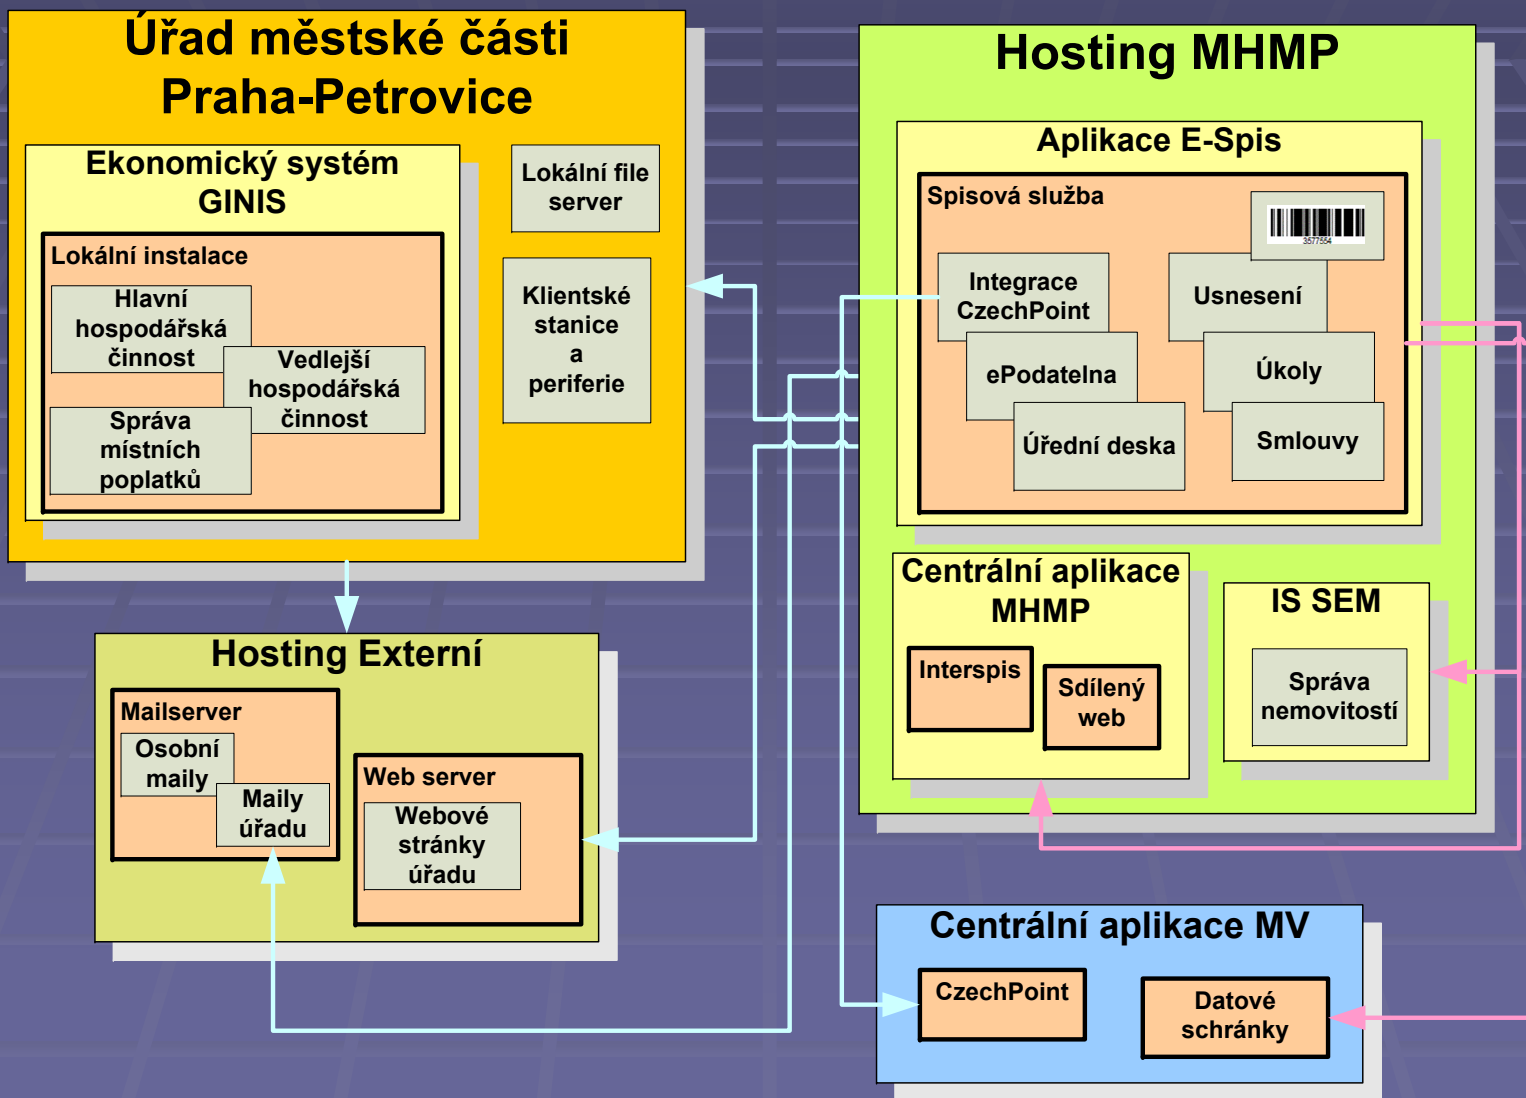 Úřad městské části
Praha-Petrovice
Ekonomický systém
GINIS
Lokální instalace
Hlavní
hospodářská
činnost
Vedlejší
hospodářská
činnost
Správa
místních
poplatků
Lokální file
server
Klientské
stanice
a
periferie
Hosting MHMP
Aplikace E-Spis
Spisová služba
3577554
Integrace
CzechPoint
ePodatelna
Úřední deska
Usnesení
Úkoly
Smlouvy
Centrální aplikace
MHMP
Interspis
Sdílený
web
IS SEM
Správa
nemovitostí
Hosting Externí
Mailserver
Osobní
maily
Maily
úřadu
Web server
Webové
stránky
úřadu
Centrální aplikace MV
CzechPoint
Datové
schránky